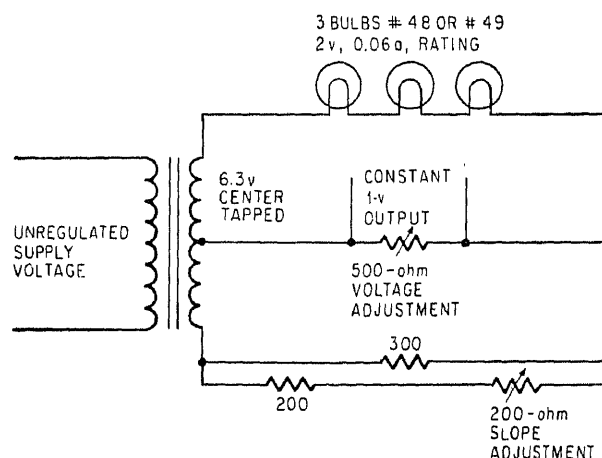 3 BULBS # 48 OR # 49
2v, 0.06a, RATING
6.3v
CENTER
TAPPED
CONSTANT
1-v
OUTPUT
UNREGULATED
SUPPLY
VOLTAGE
500-ohm
VOLTAGE
ADJUSTMENT
300
200
200-ohm
SLOPE
ADJUSTMENT